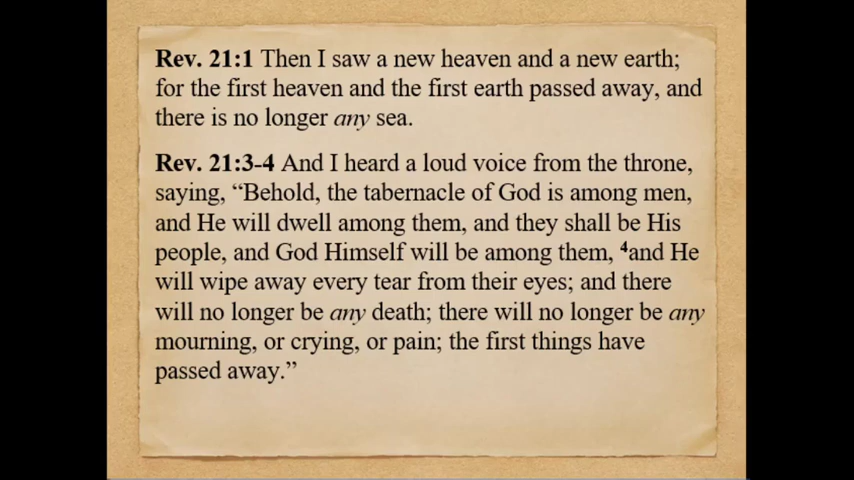 Rev. 21:1 Then I saw a new heaven and a new earth;
for the first heaven and the first earth passed away, and
there is no longer any sea.
Rev. 21:3-4 And I heard a loud voice from the throne,
saying, “Behold, the tabernacle of God is among men,
and He will dwell among them, and they shall be His
people, and God Himself will be among them, ⁴and He
will wipe away every tear from their eyes; and there
will no longer be any death; there will no longer be any
mourning, or crying, or pain; the first things have
passed away.”